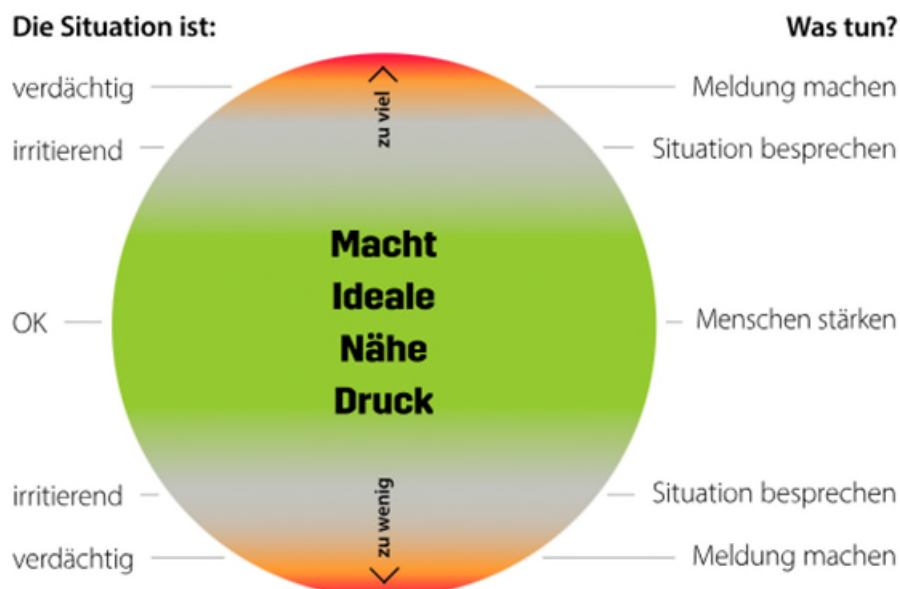 Die Situation ist:
Was tun?
verdächtig
zu viel
Meldung machen
irritierend
Situation besprechen
Macht
Ideale
OK
Menschen stärken
Nähe
Druck
irritierend
zu wenig
Situation besprechen
verdächtig
Meldung machen